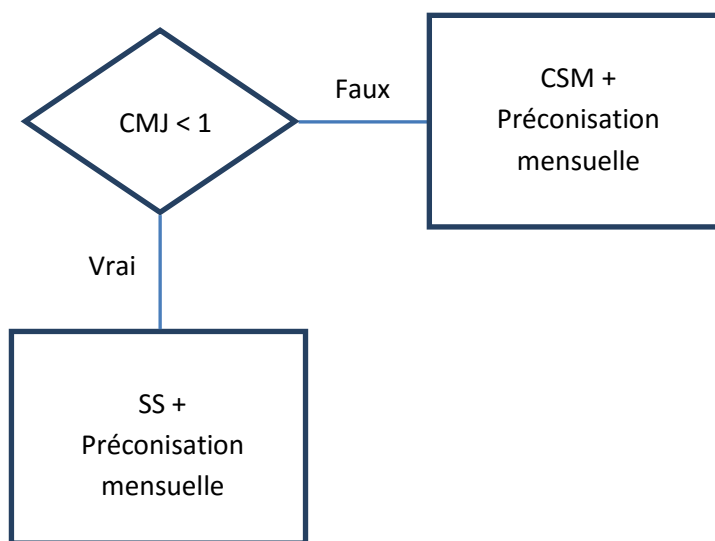 CMJ < 1
Faux
CSM +
Préconisation
mensuelle
Vrai
SS +
Préconisation
mensuelle